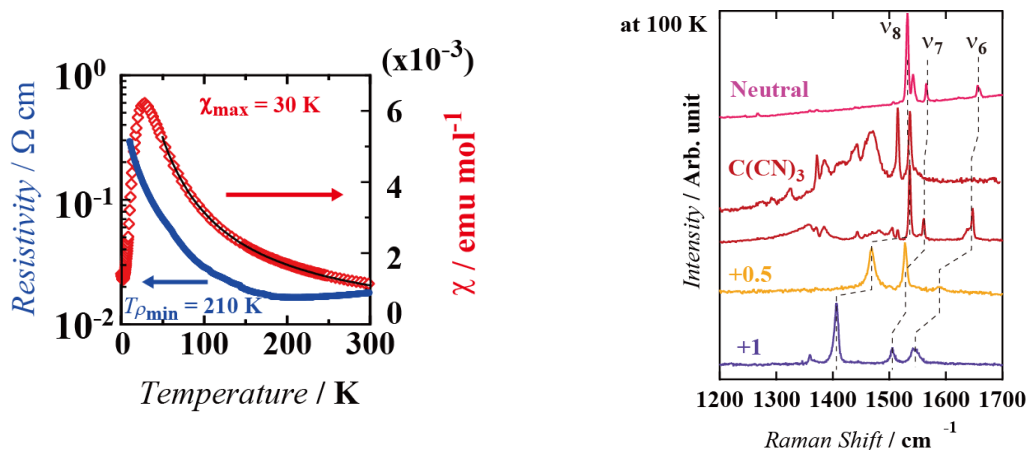 (x10⁻³)
10⁰
10⁻¹
10⁻²
Resistivity / Ω cm
χmax = 30 K
Tρmin = 210 K
6
4
2
0
χ / emu mol⁻¹
0 100 200 300
Temperature / K
at 100 K
ν₈
ν₇
ν₆
Neutral
C(CN)₃
+0.5
+1
Intensity / Arb. unit
1200 1300 1400 1500 1600 1700
Raman Shift / cm⁻¹